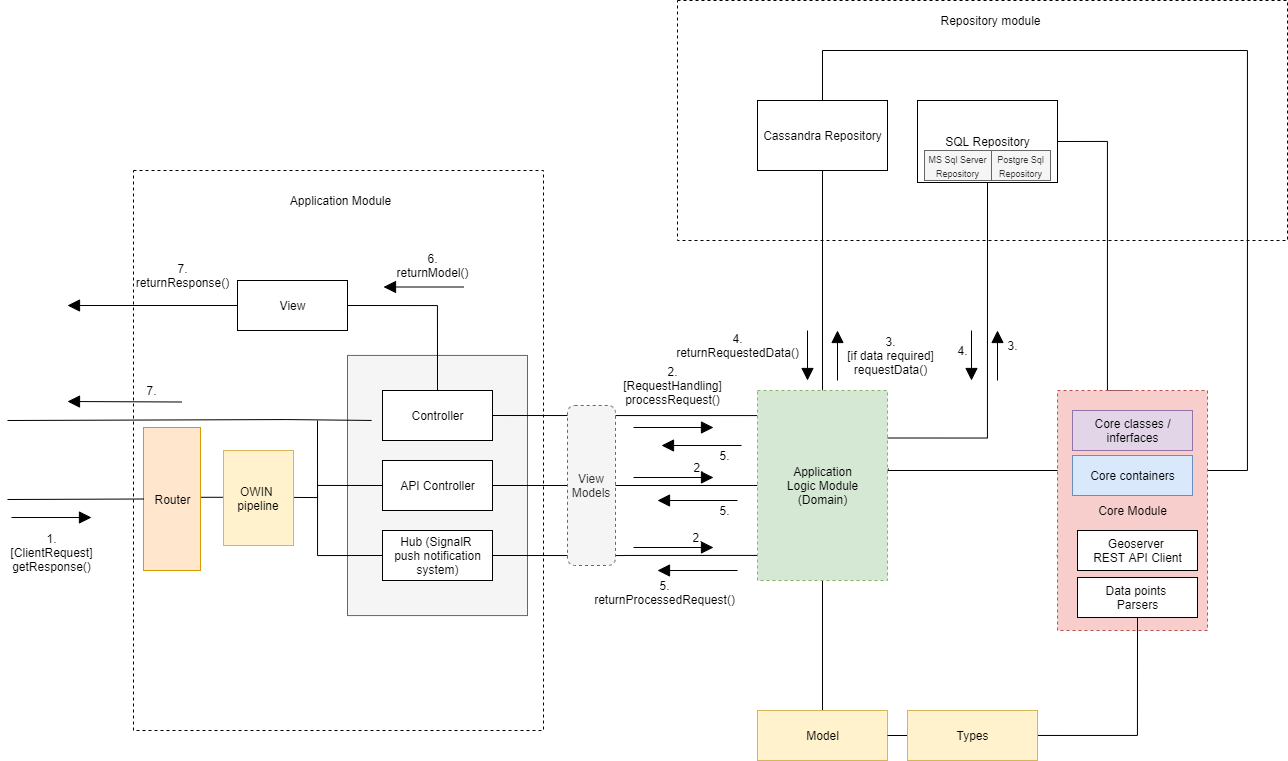 Repository module
Cassandra Repository
SQL Repository
MS Sql Server
Repository
Postgre Sql
Repository
Application Module
7.
returnResponse()
View
6.
returnModel()
7.
Controller
API Controller
Hub (SignalR
push notification
system)
Router
OWIN
pipeline
1.
[ClientRequest]
getResponse()
View
Models
4.
returnRequestedData()
3.
[if data required]
requestData()
4.
3.
2.
[RequestHandling]
processRequest()
5.
2
5.
2
5.
returnProcessedRequest()
Application
Logic Module
(Domain)
Core classes /
inferfaces
Core containers
Core Module
Geoserver
REST API Client
Data points
Parsers
Model
Types